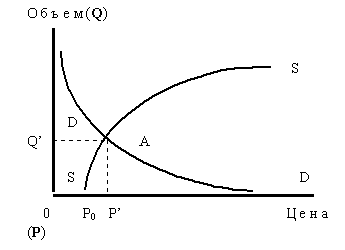 Объем(Q)
S
D
Q’ A
S D
0 P₀ P’ Цена
(P)